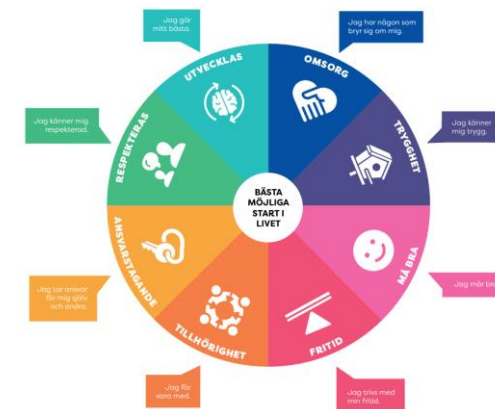 Jag gör
mitt bästa.
Jag har någon som
bryr sig om mig.
UTVECKLAS
OMSORG
Jag känner mig
respekterad.
RESPEKTERAS
TRYGGHET
Jag känner
mig trygg.
BÄSTA
MÖJLIGA
START I
LIVET
ANSVARSTAGANDE
MÅ BRA
Jag tar ansvar
för mig själv
och andra.
Jag mår br
TILLHÖRIGHET
FRITID
Jag får
vara med.
Jag trivs med
min fritid.